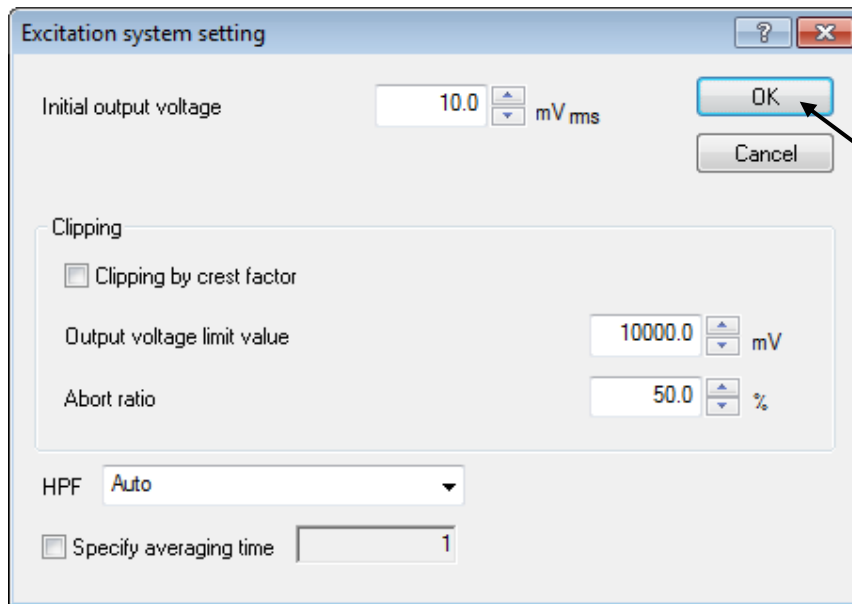 Excitation system setting
?
Initial output voltage 10.0 mV rms
OK
Cancel
Clipping
Clipping by crest factor
Output voltage limit value 10000.0 mV
Abort ratio 50.0 %
HPF Auto
Specify averaging time 1